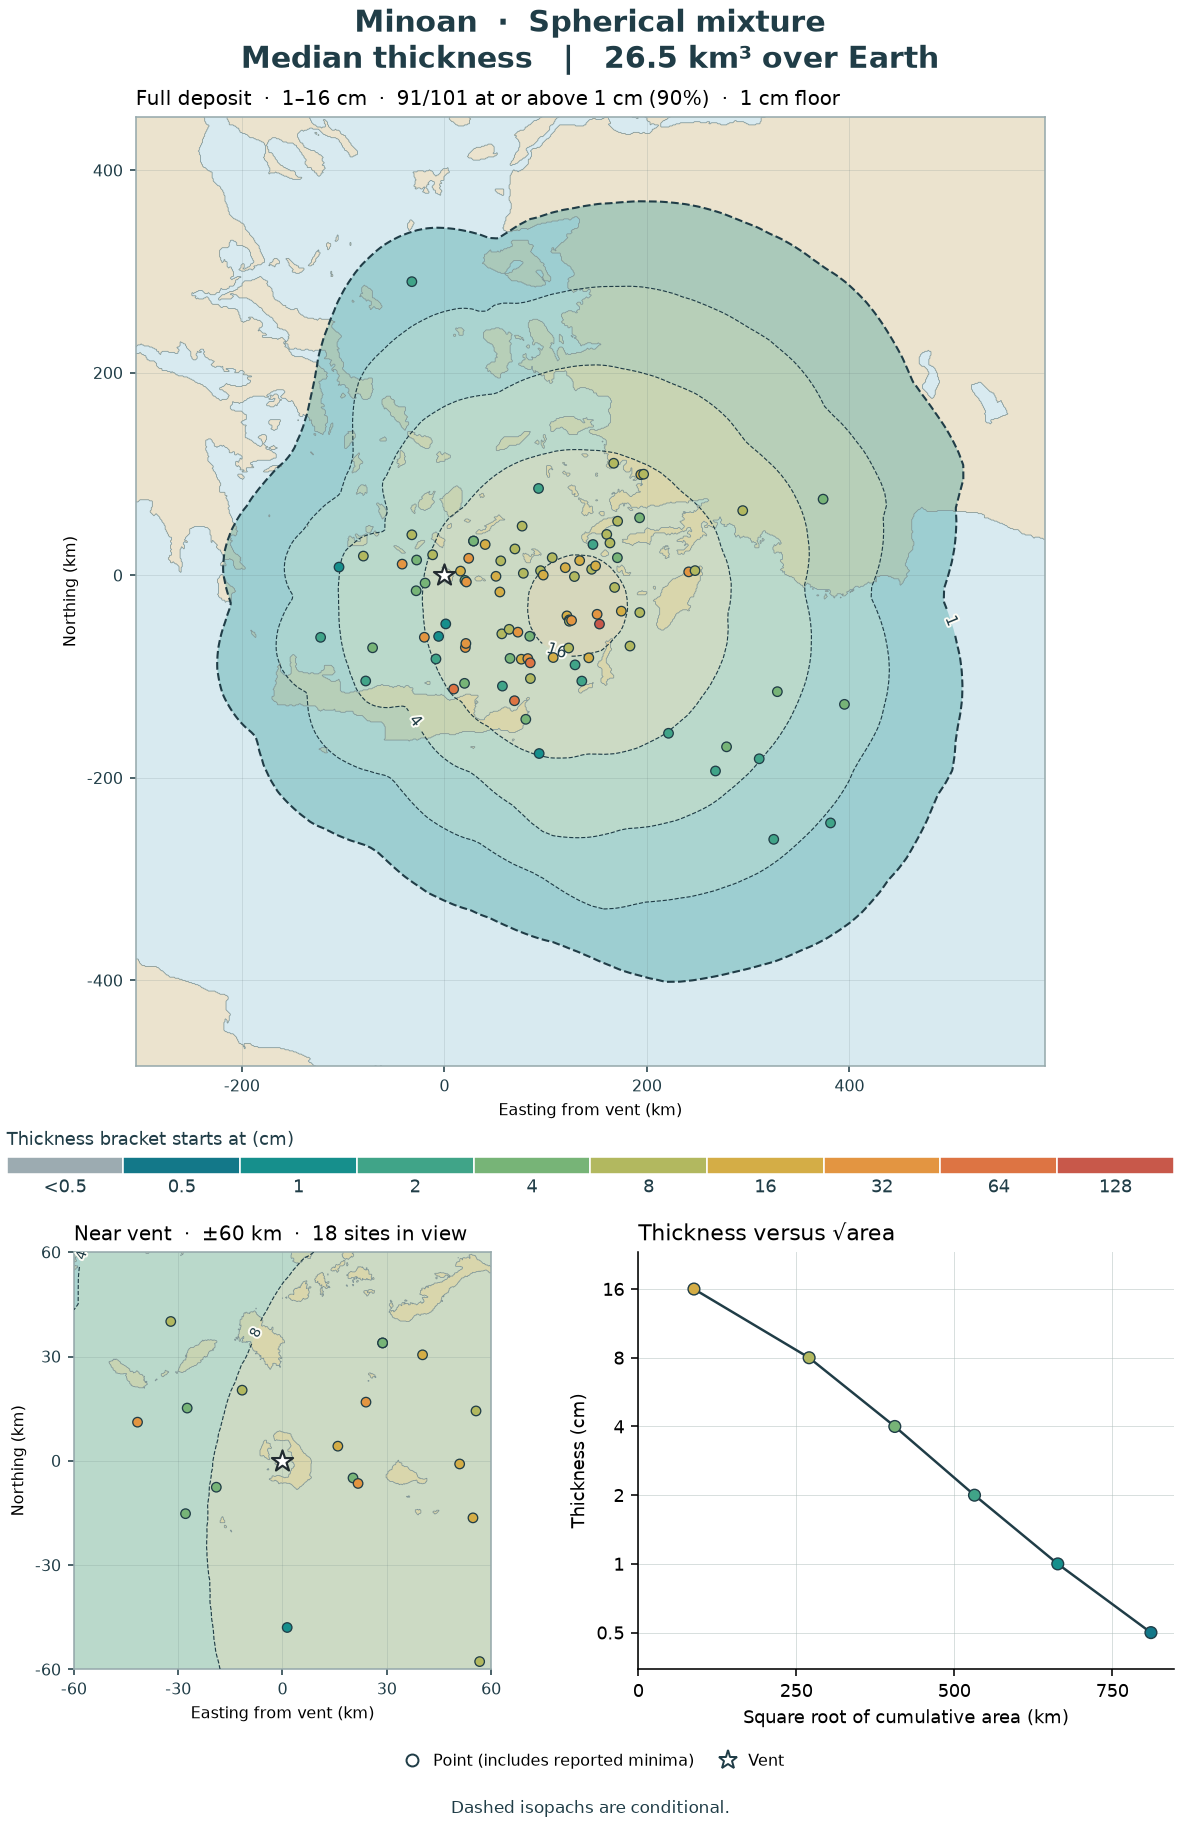 Minoan · Spherical mixture
Median thickness | 26.5 km³ over Earth
Full deposit · 1–16 cm · 91/101 at or above 1 cm (90%) · 1 cm floor
400
200
0
-200
-400
Northing (km)
1
16
4
-200
0
200
400
Easting from vent (km)
Thickness bracket starts at (cm)
<0.5
0.5
1
2
4
8
16
32
64
128
Near vent · ±60 km · 18 sites in view
60
30
0
-30
-60
Northing (km)
4
8
-60
-30
0
30
60
Easting from vent (km)
Thickness versus √area
16
8
4
2
1
0.5
Thickness (cm)
0
250
500
750
Square root of cumulative area (km)
Point (includes reported minima)
Vent
Dashed isopachs are conditional.